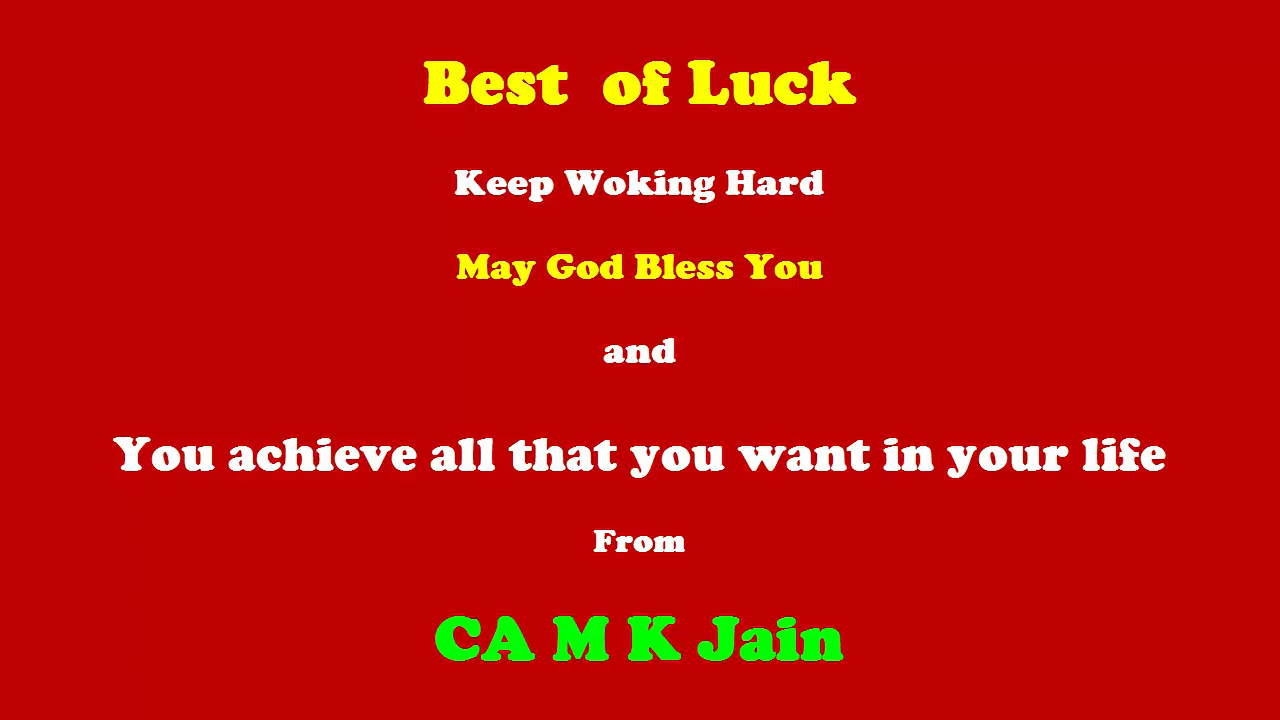 Best of Luck
Keep Woking Hard
May God Bless You
and
You achieve all that you want in your life
From
CA M K Jain